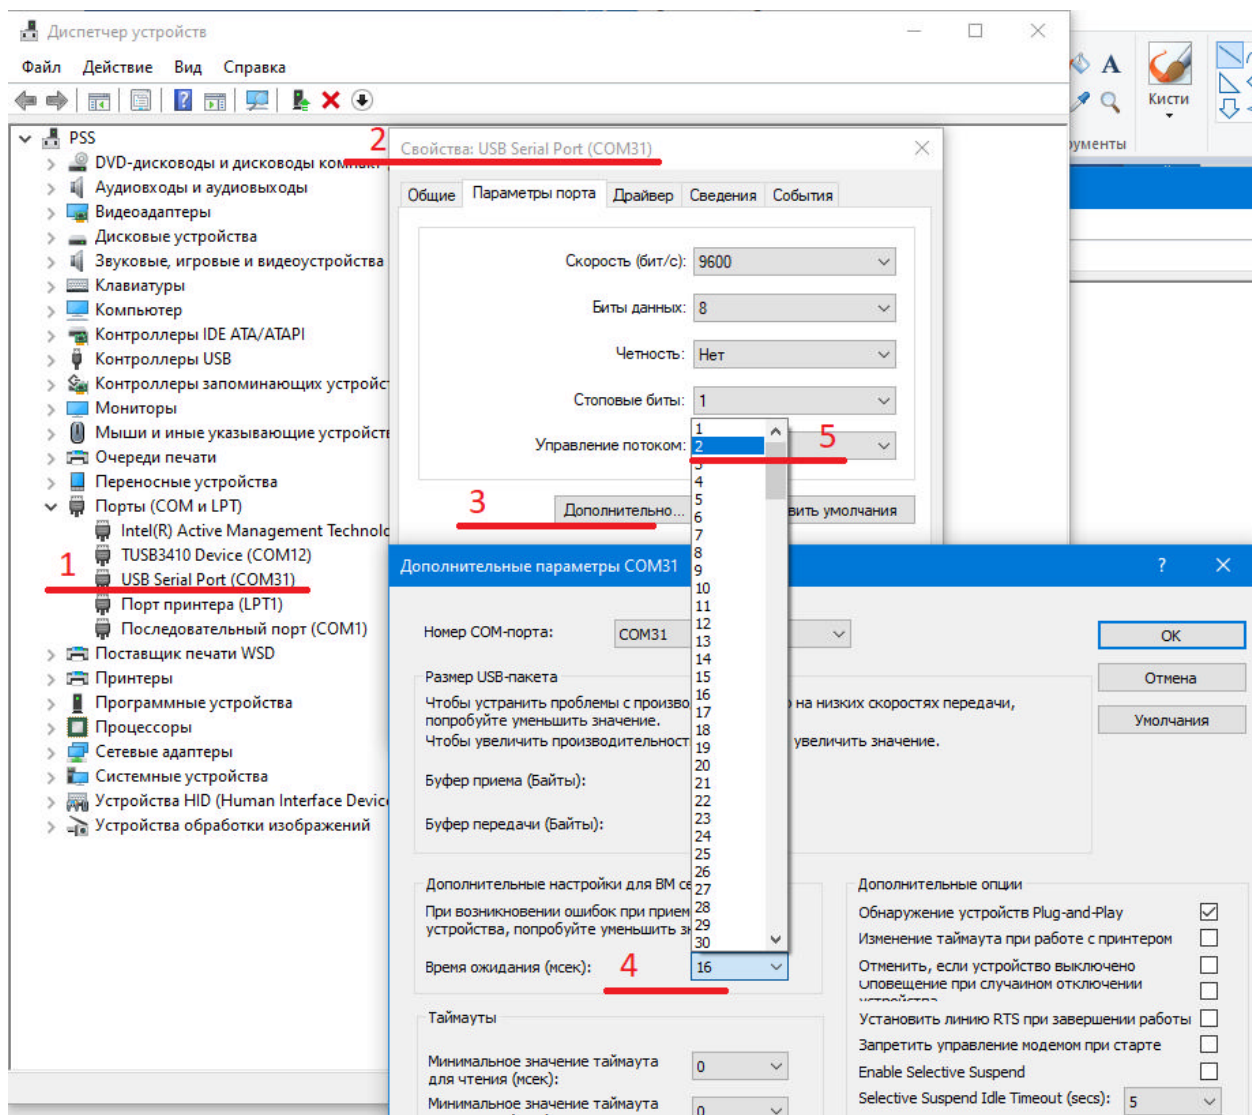 Диспетчер устройств
Файл Действие Вид Справка
PSS
DVD-дисководы и дисководы
Аудиовходы и аудиовыходы
Видеоадаптеры
Дисковые устройства
Звуковые, игровые и видеоустройства
Клавиатуры
Компьютер
Контроллеры IDE ATA/ATAPI
Контроллеры USB
Контроллеры запоминающих
Мониторы
Мыши и иные указывающие
Очереди печати
Переносные устройства
Порты (COM и LPT)
Intel(R) Active Management
1
TUSB3410 Device (COM12)
USB Serial Port (COM31)
Порт принтера (LPT1)
Последовательный порт (COM1)
Поставщик печати WSD
Принтеры
Программные устройства
Процессоры
Сетевые адаптеры
Системные устройства
Устройства HID (Human Interface
Устройства обработки изображений
2
Свойства: USB Serial Port (COM31)
Общие Параметры порта Драйвер Сведения События
Скорость (бит/с): 9600
Биты данных: 8
Четность: Нет
Стоповые биты: 1
Управление потоком:
3
Дополнительно...
умолчания
Дополнительные параметры COM31 ?
Номер COM-порта: COM31
OK
Отмена
Умолчания
Размер USB-пакета
Чтобы устранить проблемы с на низких скоростях передачи,
попробуйте уменьшить значение.
Чтобы увеличить увеличить значение.
Буфер приема (Байты):
Буфер передачи (Байты):
1
2
5
3
4
5
6
7
8
9
10
11
12
13
14
15
16
17
18
19
20
21
22
23
24
25
26
27
28
29
30
Дополнительные настройки для ВМ
При возникновении ошибок при
устройства, попробуйте уменьшить
Время ожидания (мсек): 4 16
Таймауты
Минимальное значение таймаута
для чтения (мсек):
0
Минимальное значение таймаута
0
Дополнительные опции
Обнаружение устройств Plug-and-Play
Изменение таймаута при работе с принтером
Отменить, если устройство выключено
Оповещение при случайном отключении
Установить линию RTS при завершении работы
Запретить управление модемом при старте
Enable Selective Suspend
Selective Suspend Idle Timeout (secs): 5
A
Кисти